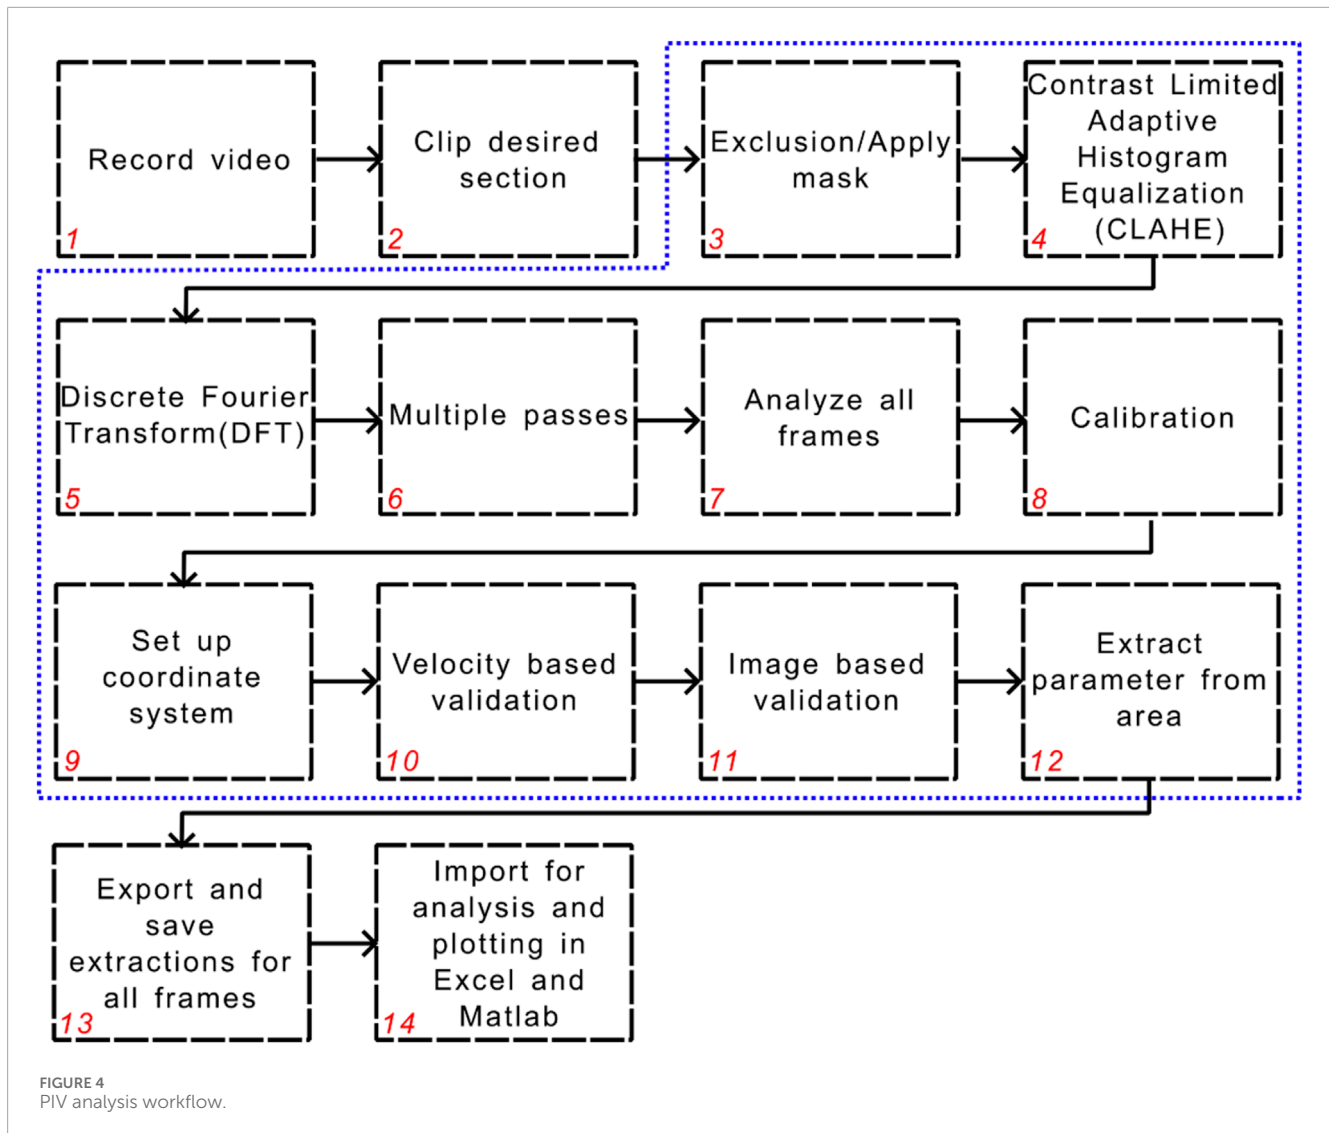 Record video
1
Clip desired
section
2
Exclusion/Apply
mask
3
Contrast Limited
Adaptive
Histogram
Equalization
(CLAHE)
4
Discrete Fourier
Transform(DFT)
5
Multiple passes
6
Analyze all
frames
7
Calibration
8
Set up
coordinate
system
9
Velocity based
validation
10
Image based
validation
11
Extract
parameter from
area
12
Export and
save
extractions for
all frames
13
Import for
analysis and
plotting in
Excel and
Matlab
14
FIGURE 4
PIV analysis workflow.